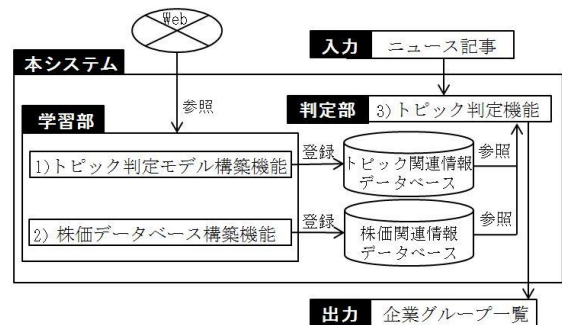 Web
入力 ニュース記事
本システム
参照
判定部 3)トピック判定機能
学習部
1)トピック判定モデル構築機能
登録
トピック関連情報
データベース
参照
2) 株価データベース構築機能
登録
株価関連情報
データベース
参照
出力 企業グループ一覧